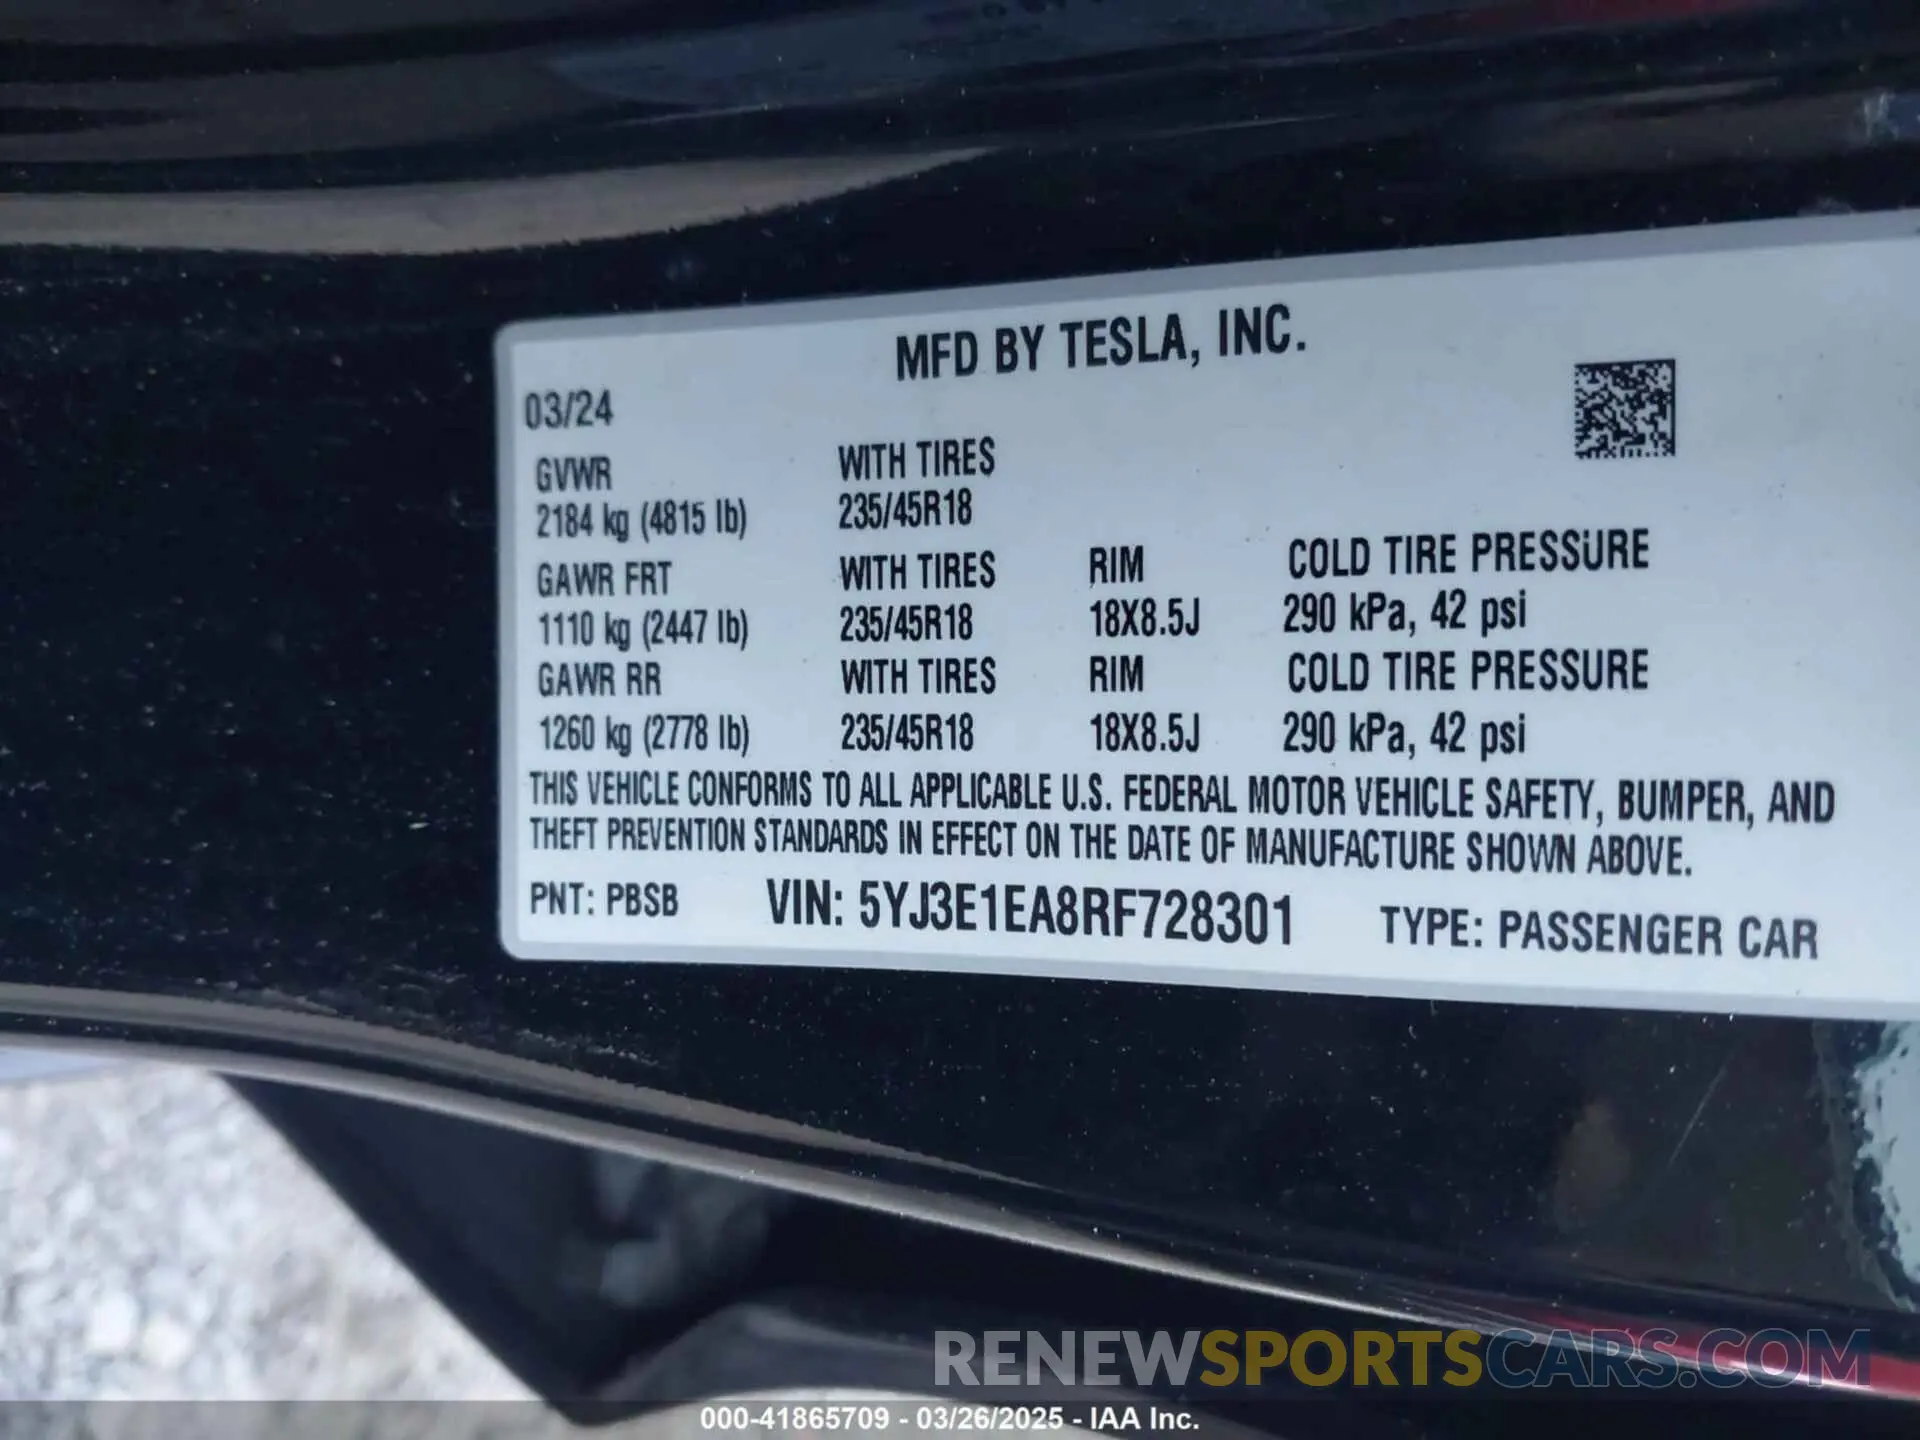 MFD BY TESLA, INC.
03/24
GVWR WITH TIRES
2184 kg (4815 lb) 235/45R18
GAWR FRT WITH TIRES RIM COLD TIRE PRESSURE
1110 kg (2447 lb) 235/45R18 18X8.5J 290 kPa, 42 psi
GAWR RR WITH TIRES RIM COLD TIRE PRESSURE
1260 kg (2778 lb) 235/45R18 18X8.5J 290 kPa, 42 psi
THIS VEHICLE CONFORMS TO ALL APPLICABLE U.S. FEDERAL MOTOR VEHICLE SAFETY, BUMPER, AND
THEFT PREVENTION STANDARDS IN EFFECT ON THE DATE OF MANUFACTURE SHOWN ABOVE.
PNT: PBSB VIN: 5YJ3E1EA8RF728301 TYPE: PASSENGER CAR
RENEWSPORTSCARS.COM
000-41865709 - 03/26/2025 - IAA Inc.